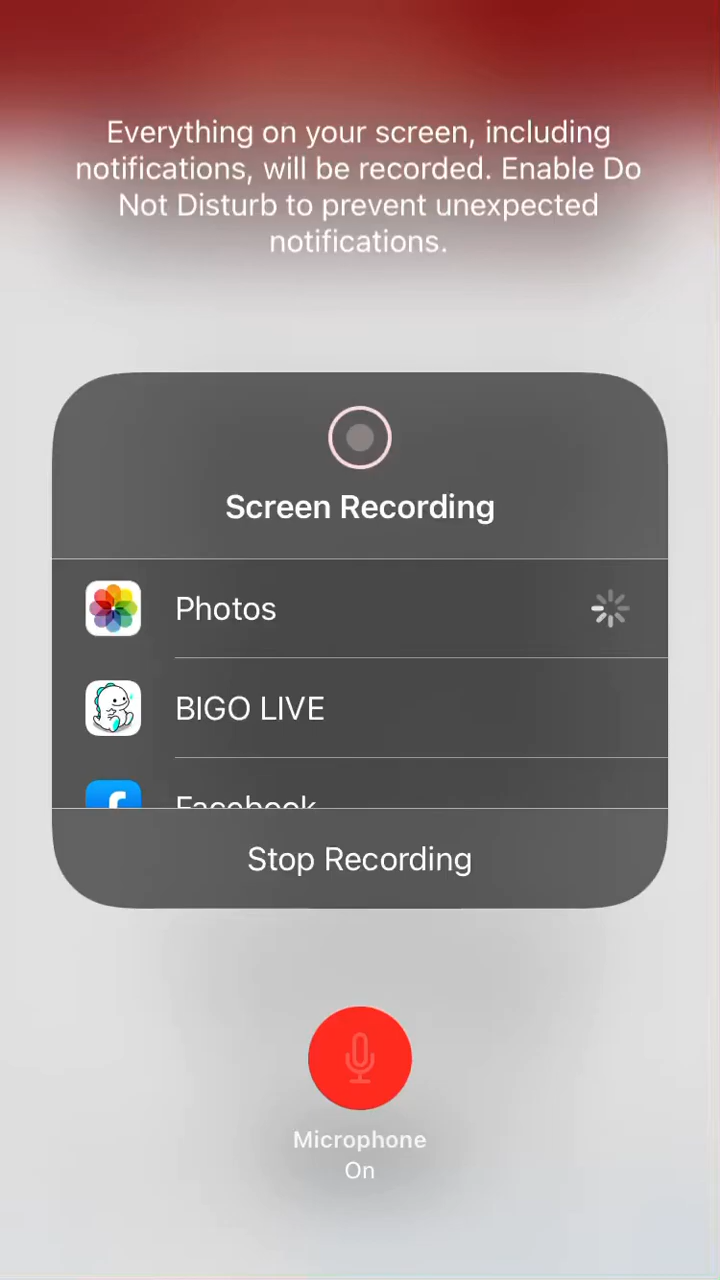 Everything on your screen, including
notifications, will be recorded. Enable Do
Not Disturb to prevent unexpected
notifications.
Screen Recording
Photos
BIGO LIVE
Facebook
Stop Recording
Microphone
On